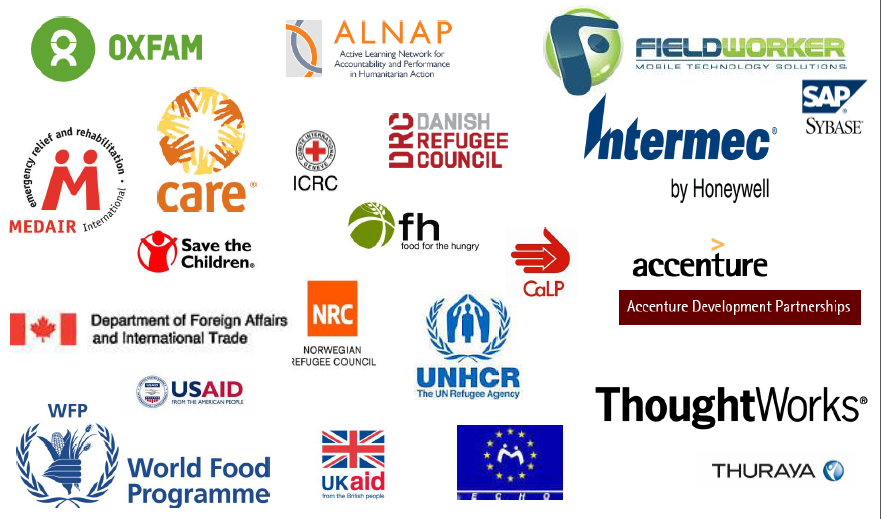 OXFAM
ALNAP
Active Learning Network for
Accountability and Performance
in Humanitarian Action
FIELDWORKER
MOBILE TECHNOLOGY SOLUTIONS
SAP
SYBASE
emergency relief and rehabilitation •
International
MEDAIR
care®
COMITE INTERNATIONAL
GENEVE
ICRC
DRC DANISH
REFUGEE
COUNCIL
Intermec®
by Honeywell
Save the
Children®
fh
food for the hungry
CaLP
accenture
Accenture Development Partnerships
Department of Foreign Affairs
and International Trade
NRC
NORWEGIAN
REFUGEE COUNCIL
UNHCR
The UN Refugee Agency
USAID
FROM THE AMERICAN PEOPLE
ThoughtWorks®
WFP
World Food
Programme
UKaid
from the British people
ECHO
THURAYA